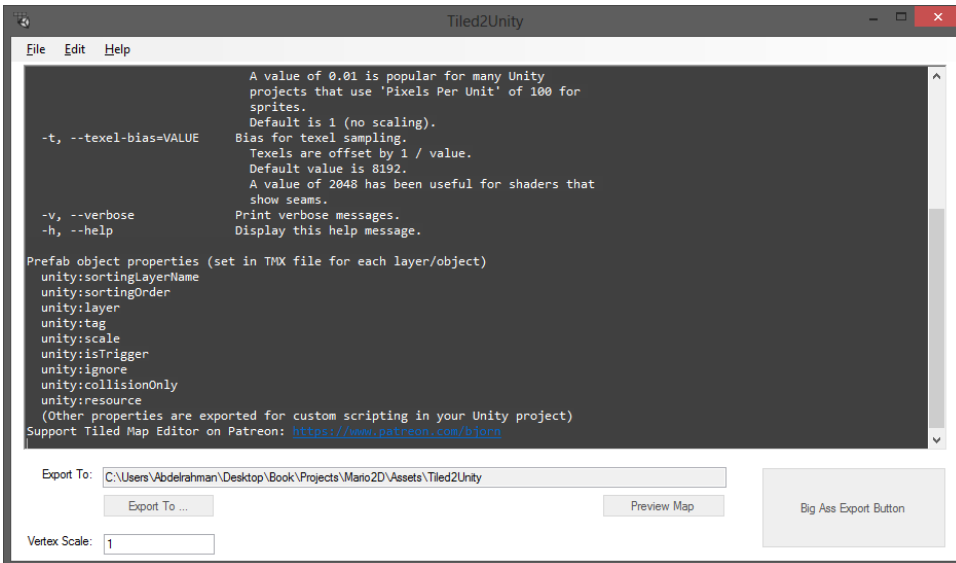 Tiled2Unity
File Edit Help
A value of 0.01 is popular for many Unity
projects that use 'Pixels Per Unit' of 100 for
sprites.
Default is 1 (no scaling).
-t, --texel-bias=VALUE Bias for texel sampling.
Texels are offset by 1 / value.
Default value is 8192.
A value of 2048 has been useful for shaders that
show seams.
-v, --verbose Print verbose messages.
-h, --help Display this help message.
Prefab object properties (set in TMX file for each layer/object)
unity:sortingLayerName
unity:sortingOrder
unity:layer
unity:tag
unity:scale
unity:isTrigger
unity:ignore
unity:collisionOnly
unity:resource
(Other properties are exported for custom scripting in your Unity project)
Support Tiled Map Editor on Patreon: https://www.patreon.com/bjorn
Export To: C:\Users\Abdelrahman\Desktop\Book\Projects\Mario2D\Assets\Tiled2Unity
Export To ... Preview Map Big Ass Export Button
Vertex Scale: 1